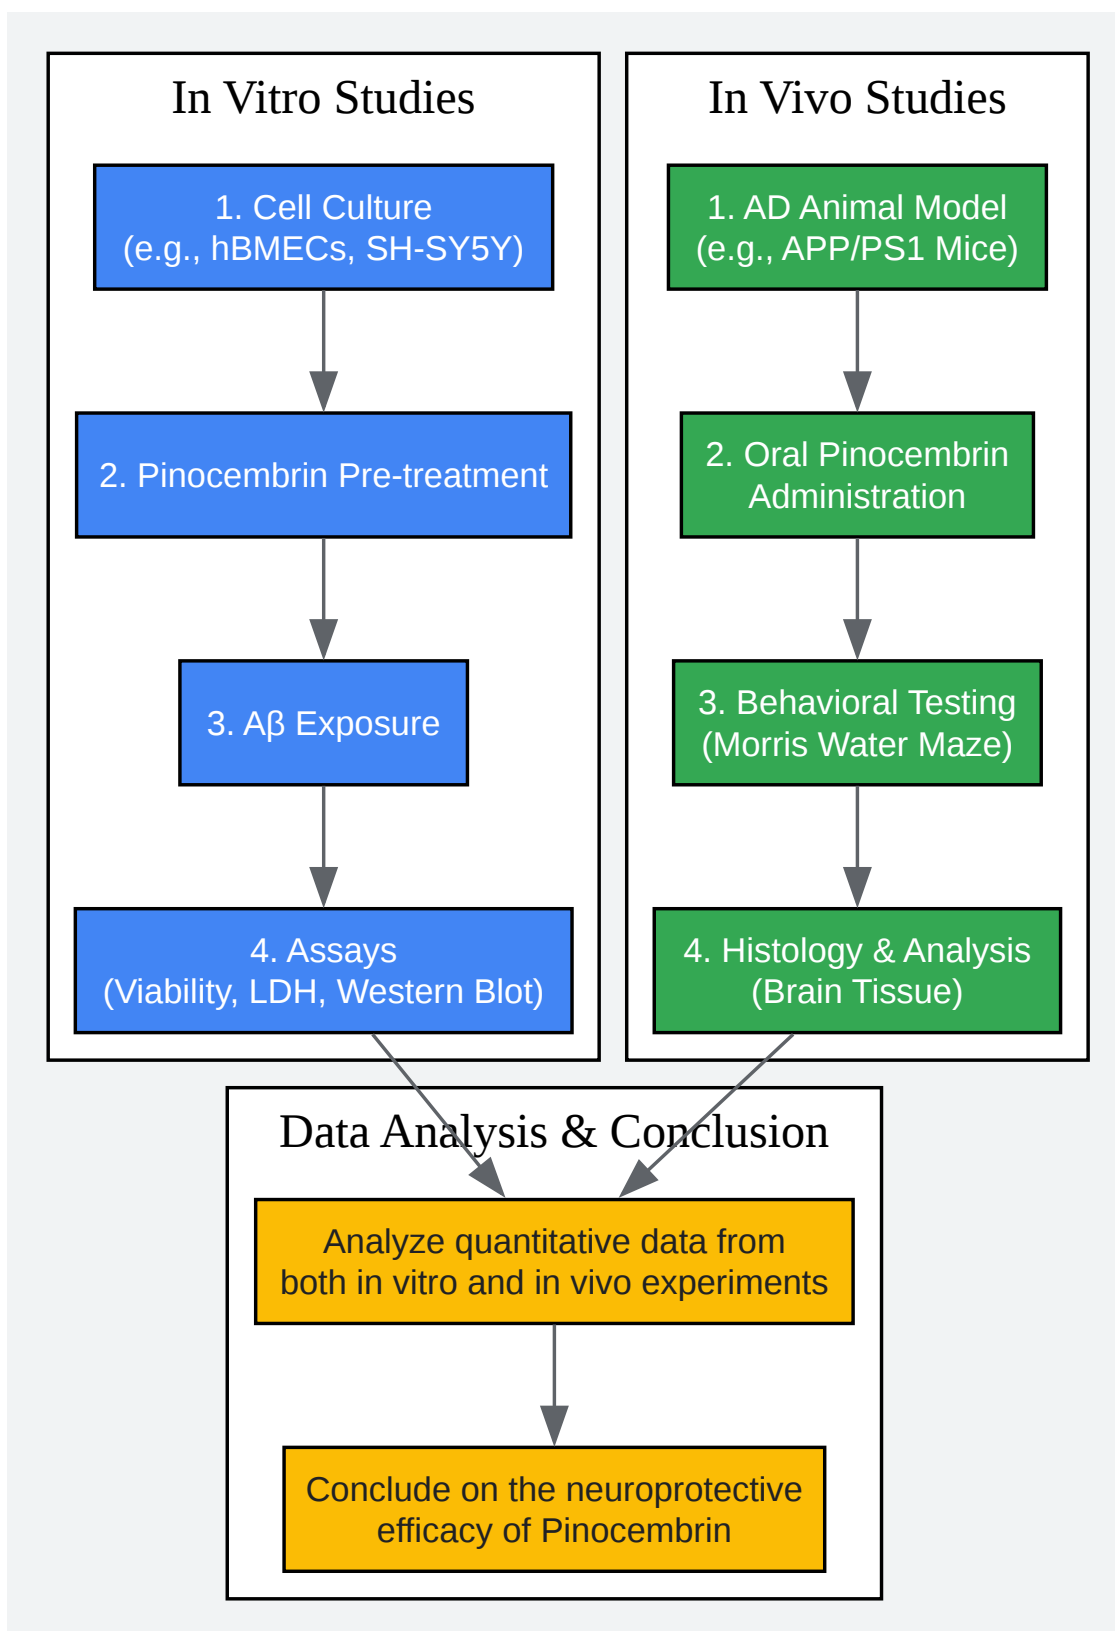 In Vitro Studies
1. Cell Culture
(e.g., hBMECs, SH-SY5Y)
2. Pinocembrin Pre-treatment
3. Aβ Exposure
4. Assays
(Viability, LDH, Western Blot)
In Vivo Studies
1. AD Animal Model
(e.g., APP/PS1 Mice)
2. Oral Pinocembrin
Administration
3. Behavioral Testing
(Morris Water Maze)
4. Histology & Analysis
(Brain Tissue)
Data Analysis & Conclusion
Analyze quantitative data from
both in vitro and in vivo experiments
Conclude on the neuroprotective
efficacy of Pinocembrin